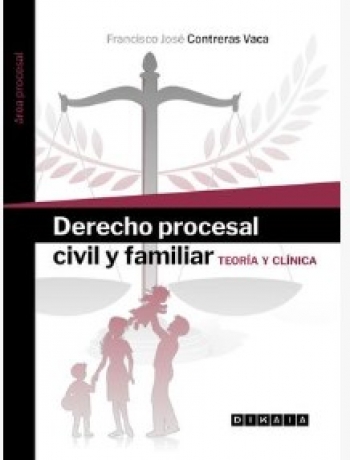 Francisco José Contreras Vaca
área procesal
Derecho procesal
civil y familiar TEORÍA Y CLÍNICA
DIKAIA